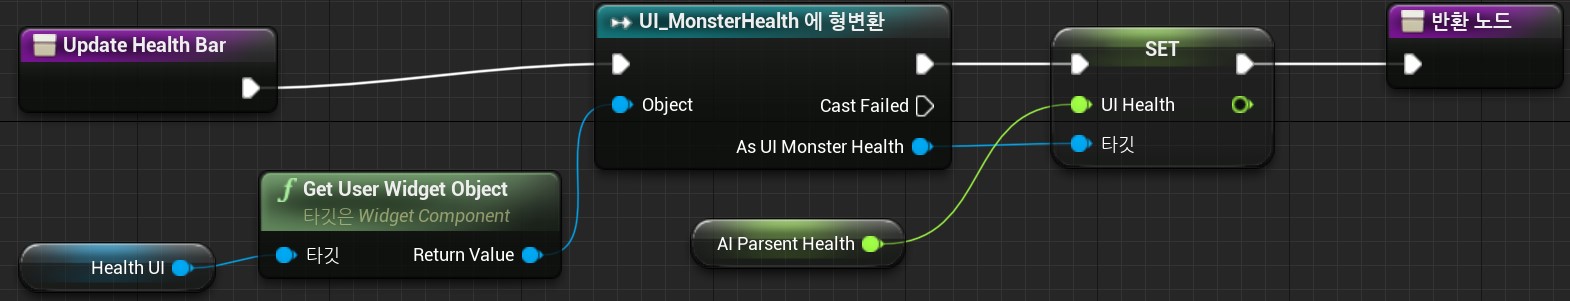 Update Health Bar
UI_MonsterHealth 에 형변환
Object
Cast Failed
As UI Monster Health
SET
UI Health
타깃
반환 노드
Get User Widget Object
타깃은 Widget Component
타깃
Return Value
Health UI
AI Parsent Health